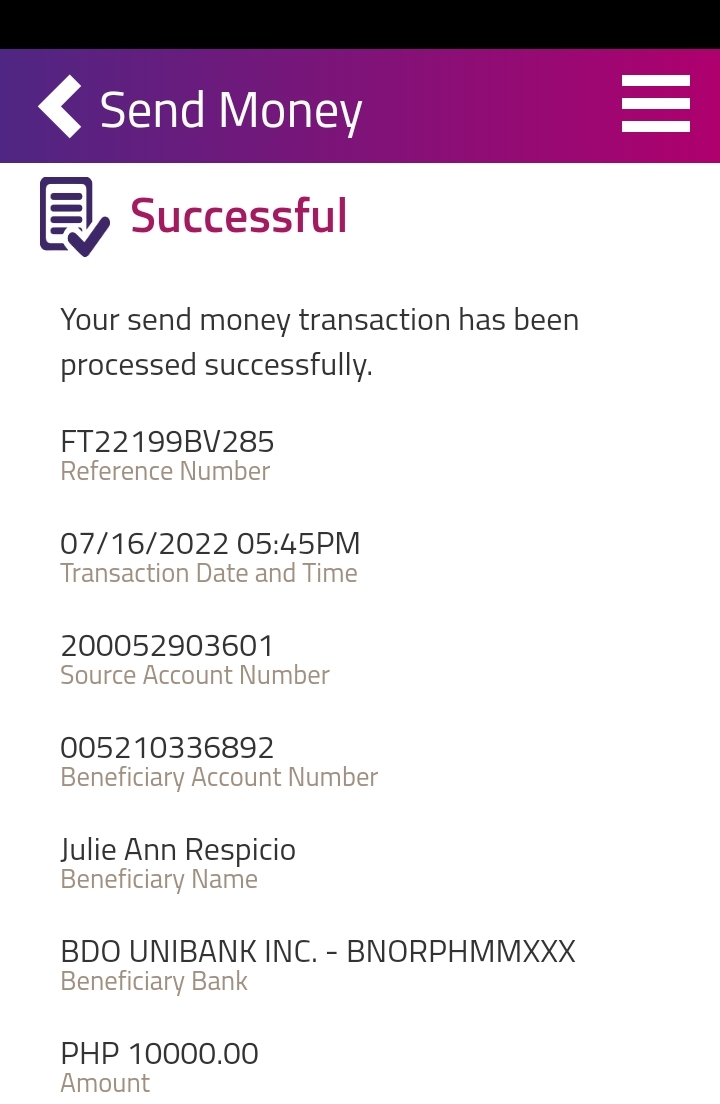 Send Money
Successful
Your send money transaction has been
processed successfully.
FT22199BV285
Reference Number
07/16/2022 05:45PM
Transaction Date and Time
200052903601
Source Account Number
005210336892
Beneficiary Account Number
Julie Ann Respicio
Beneficiary Name
BDO UNIBANK INC. - BNORPHMMXXX
Beneficiary Bank
PHP 10000.00
Amount